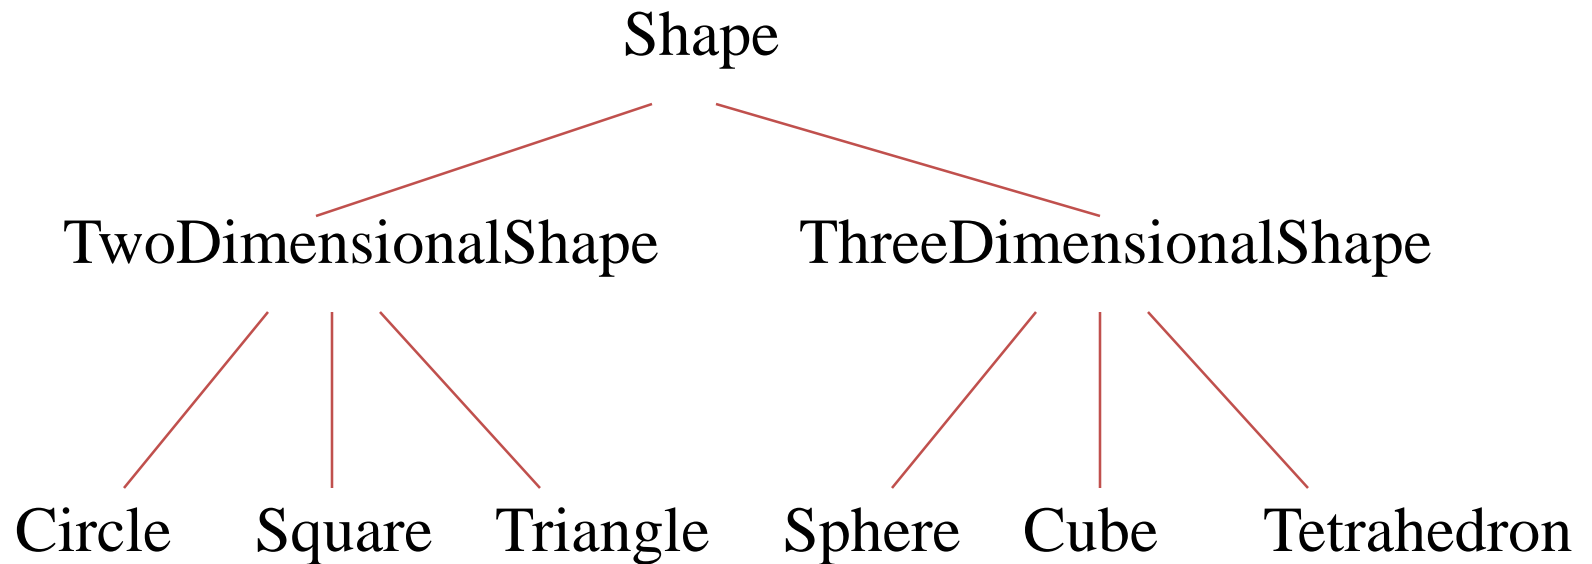 Shape
TwoDimensionalShape ThreeDimensionalShape
Circle Square Triangle Sphere Cube Tetrahedron